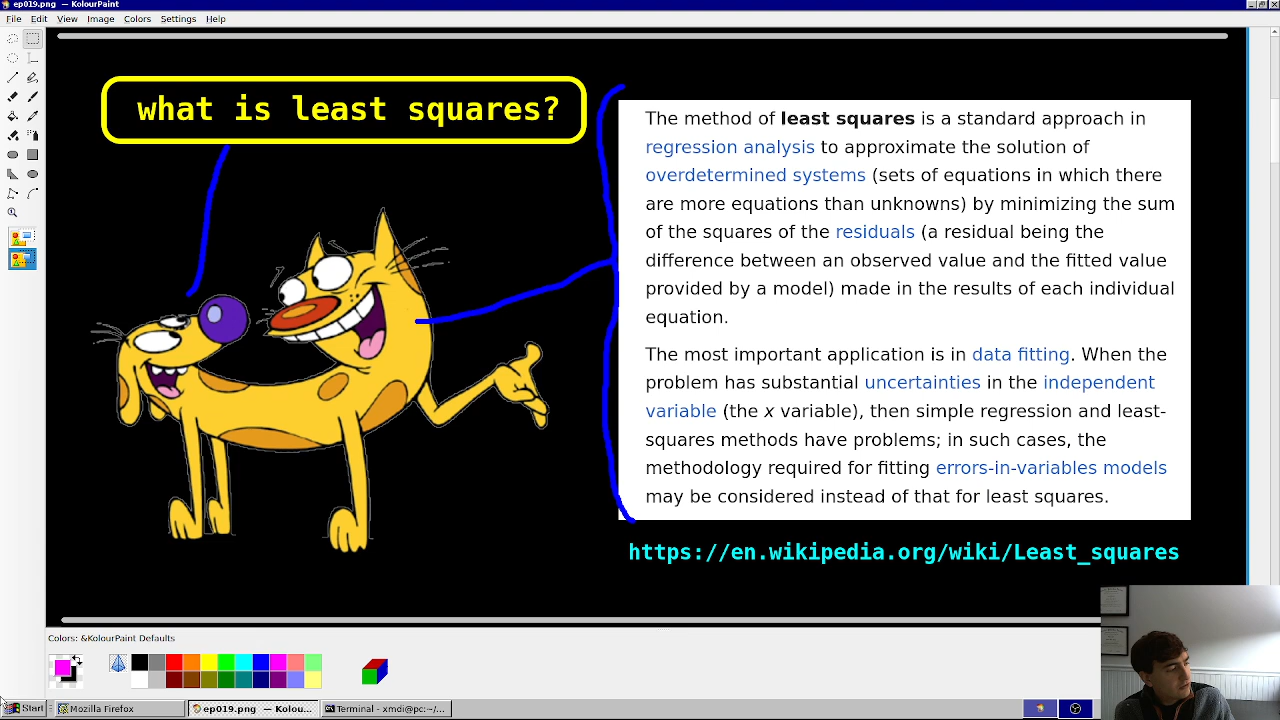 ep019.png — KolourPaint
File Edit View Image Colors Settings Help
what is least squares?
The method of least squares is a standard approach in
regression analysis to approximate the solution of
overdetermined systems (sets of equations in which there
are more equations than unknowns) by minimizing the sum
of the squares of the residuals (a residual being the
difference between an observed value and the fitted value
provided by a model) made in the results of each individual
equation.
The most important application is in data fitting. When the
problem has substantial uncertainties in the independent
variable (the x variable), then simple regression and least-
squares methods have problems; in such cases, the
methodology required for fitting errors-in-variables models
may be considered instead of that for least squares.
https://en.wikipedia.org/wiki/Least_squares
Colors: &KolourPaint Defaults
Start Mozilla Firefox ep019.png — Kolou... Terminal - xmdi@pc:~/...